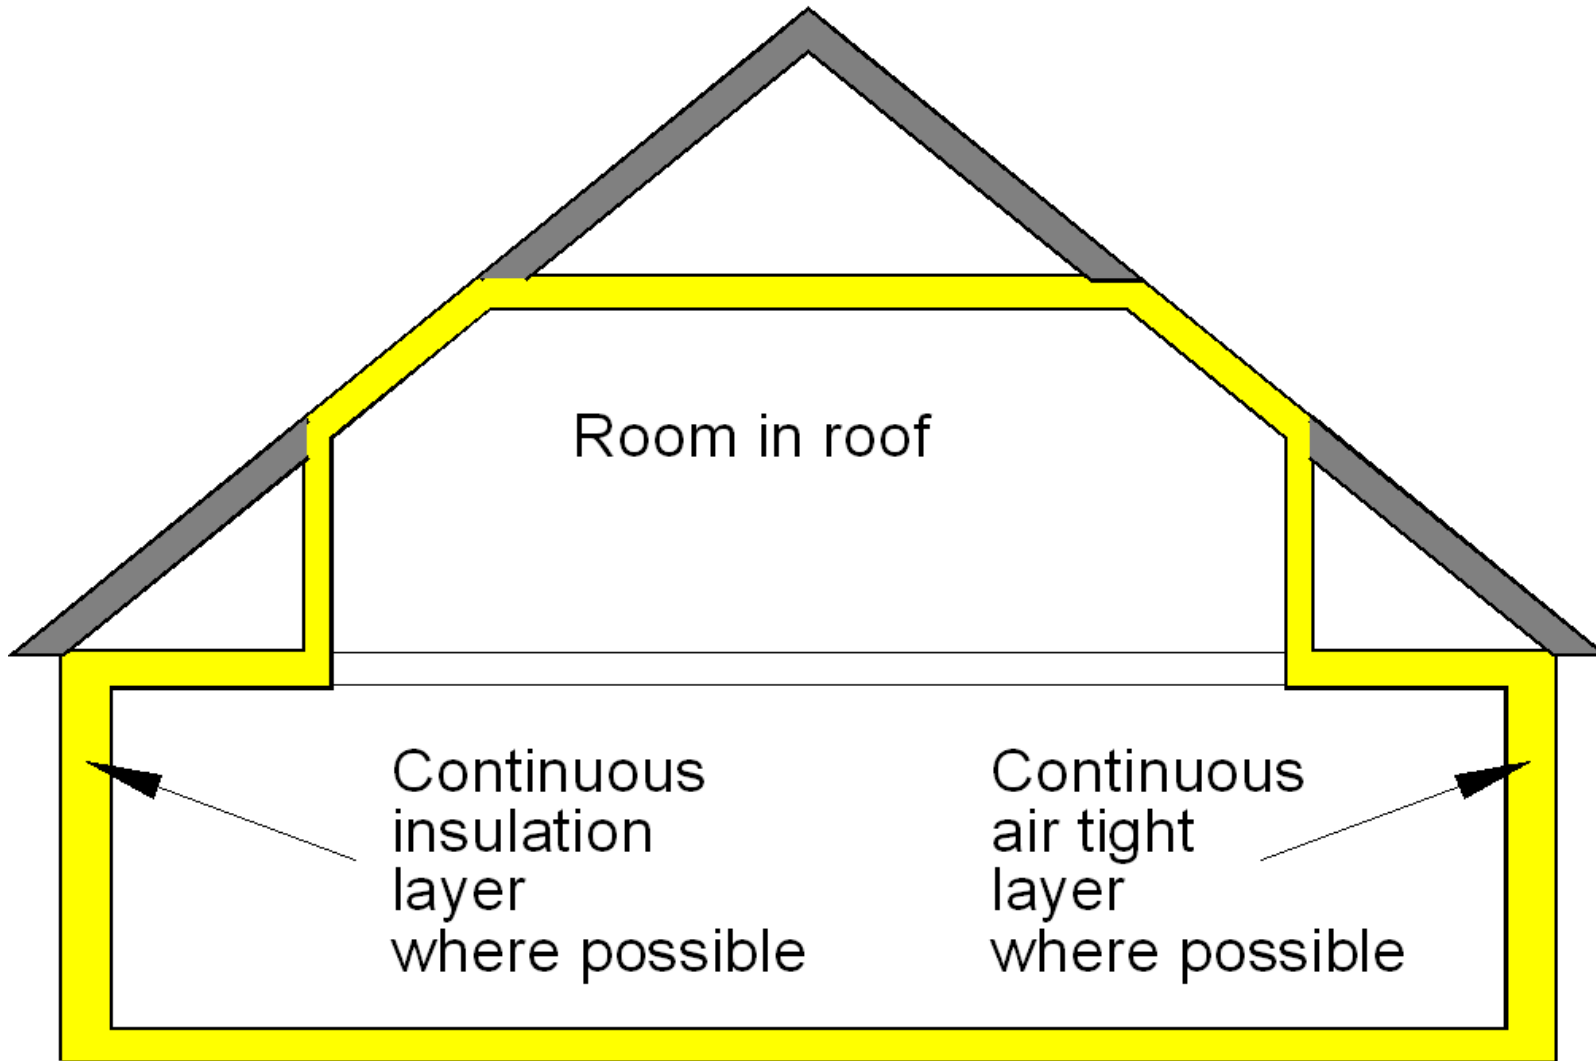 Room in roof
Continuous
insulation
layer
where possible
Continuous
air tight
layer
where possible